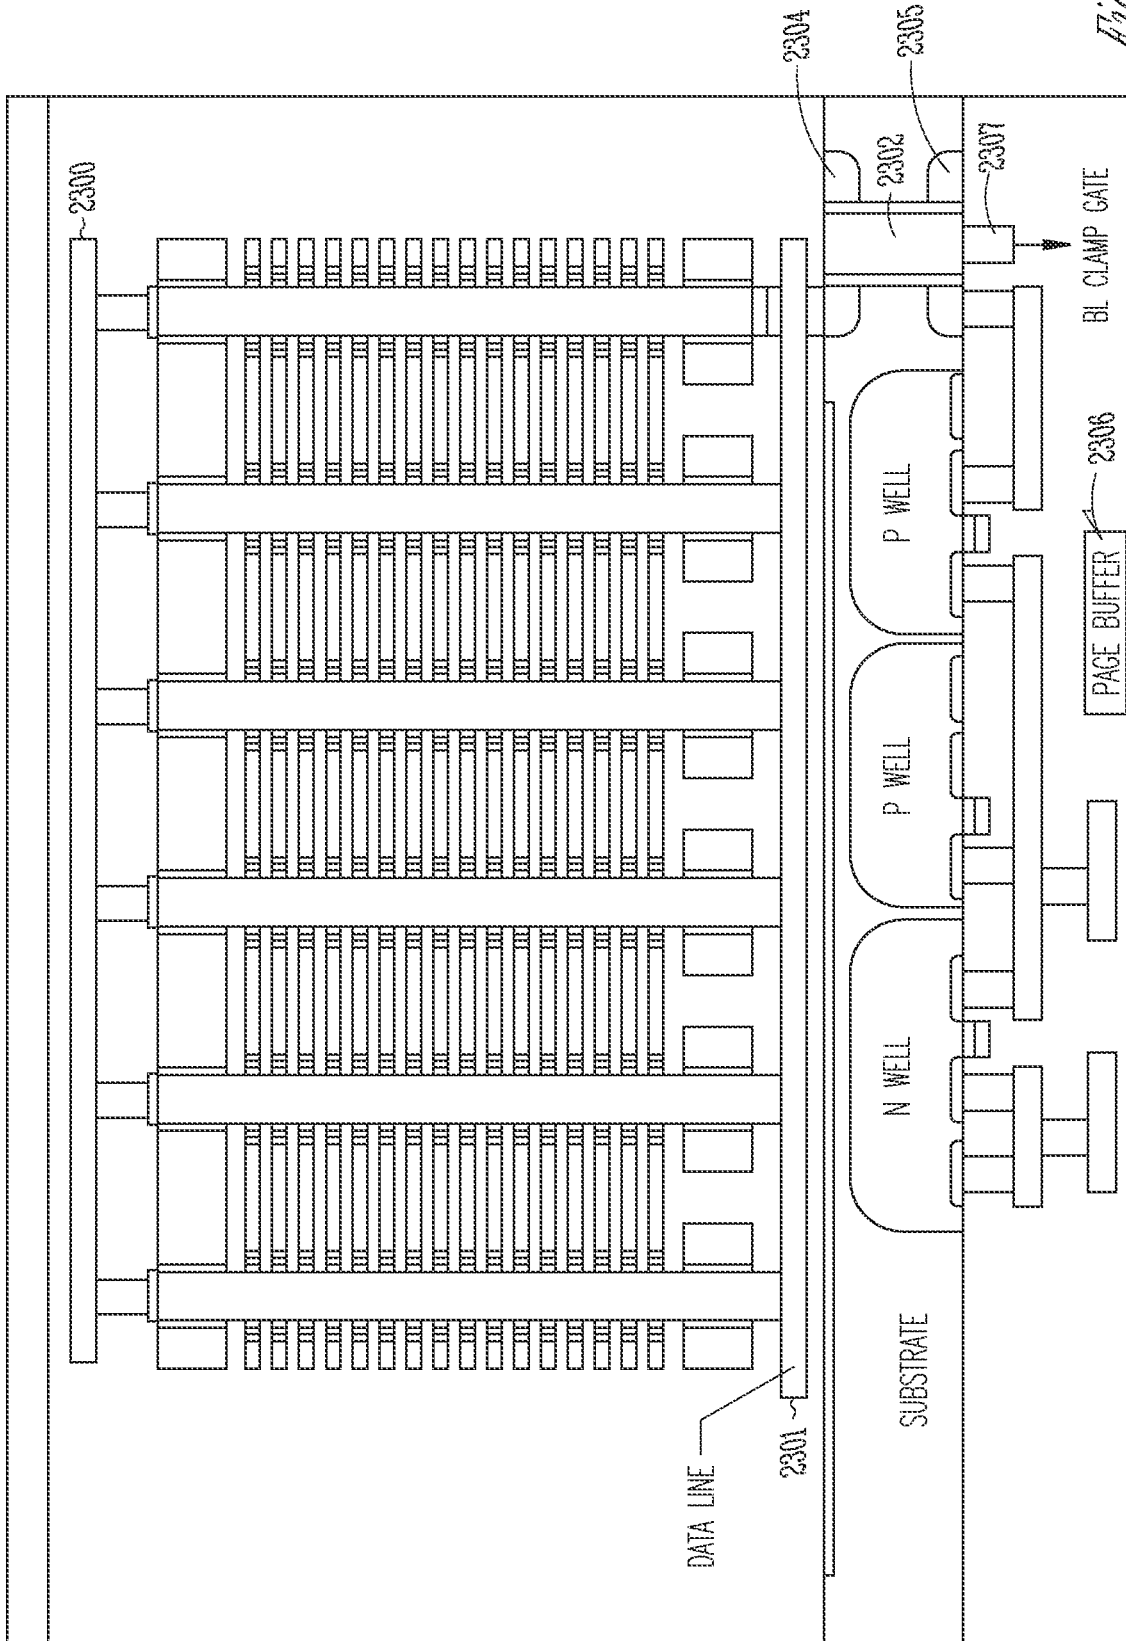 2300
2304
2305
2302
2307
BL CLAMP GATE
P WELL
2306
PAGE BUFFER
P WELL
N WELL
SUBSTRATE
DATA LINE
2301